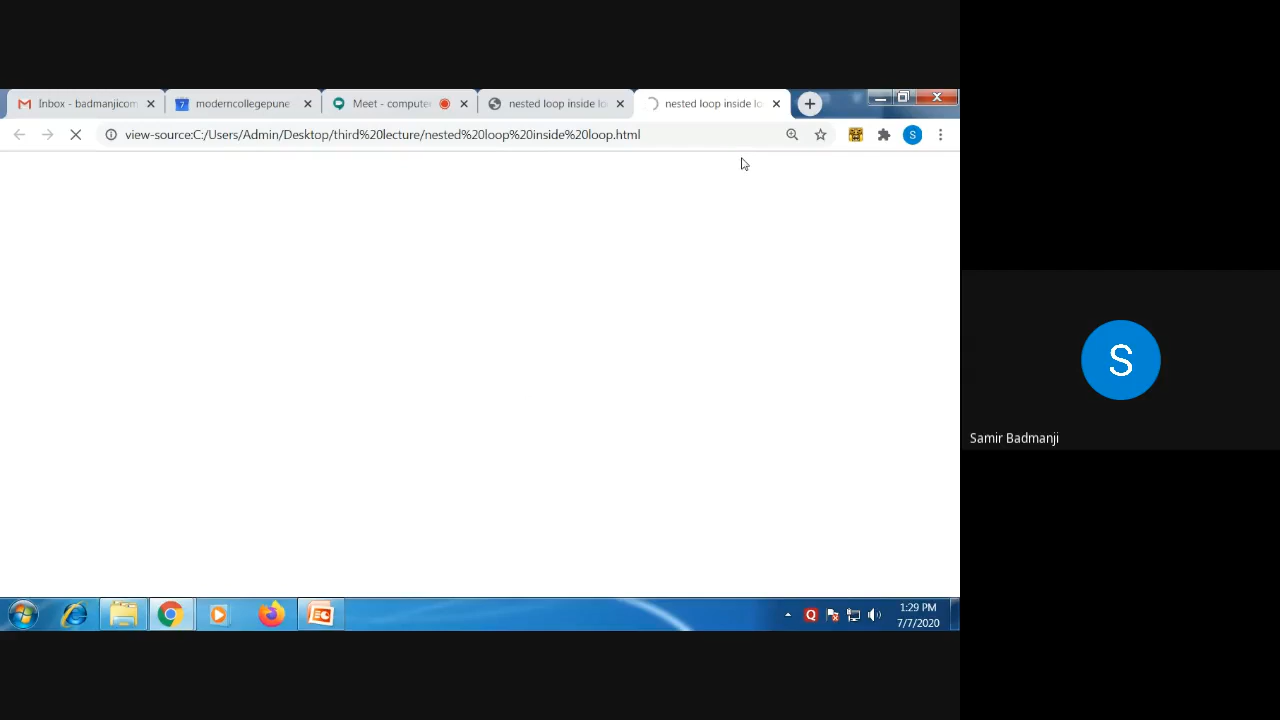 Inbox - badmanjicom
moderncollegepune
Meet - compute
nested loop inside lo
nested loop inside lo
view-source:C:/Users/Admin/Desktop/third%20lecture/nested%20loop%20inside%20loop.html
S
S
Samir Badmanji
1:29 PM
7/7/2020